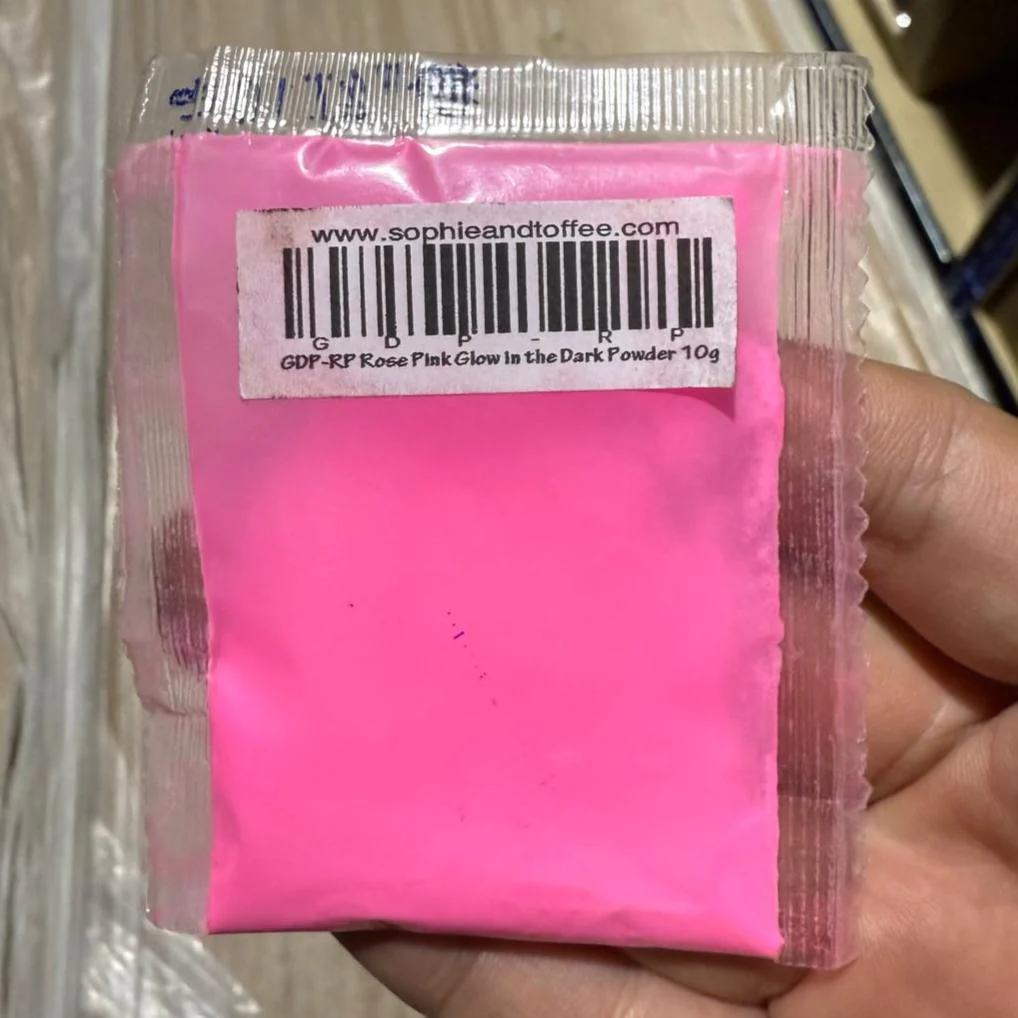 www.sophieandtoffee.com
G D P - R P
GDP-RP Rose Pink Glow in the Dark Powder 10g